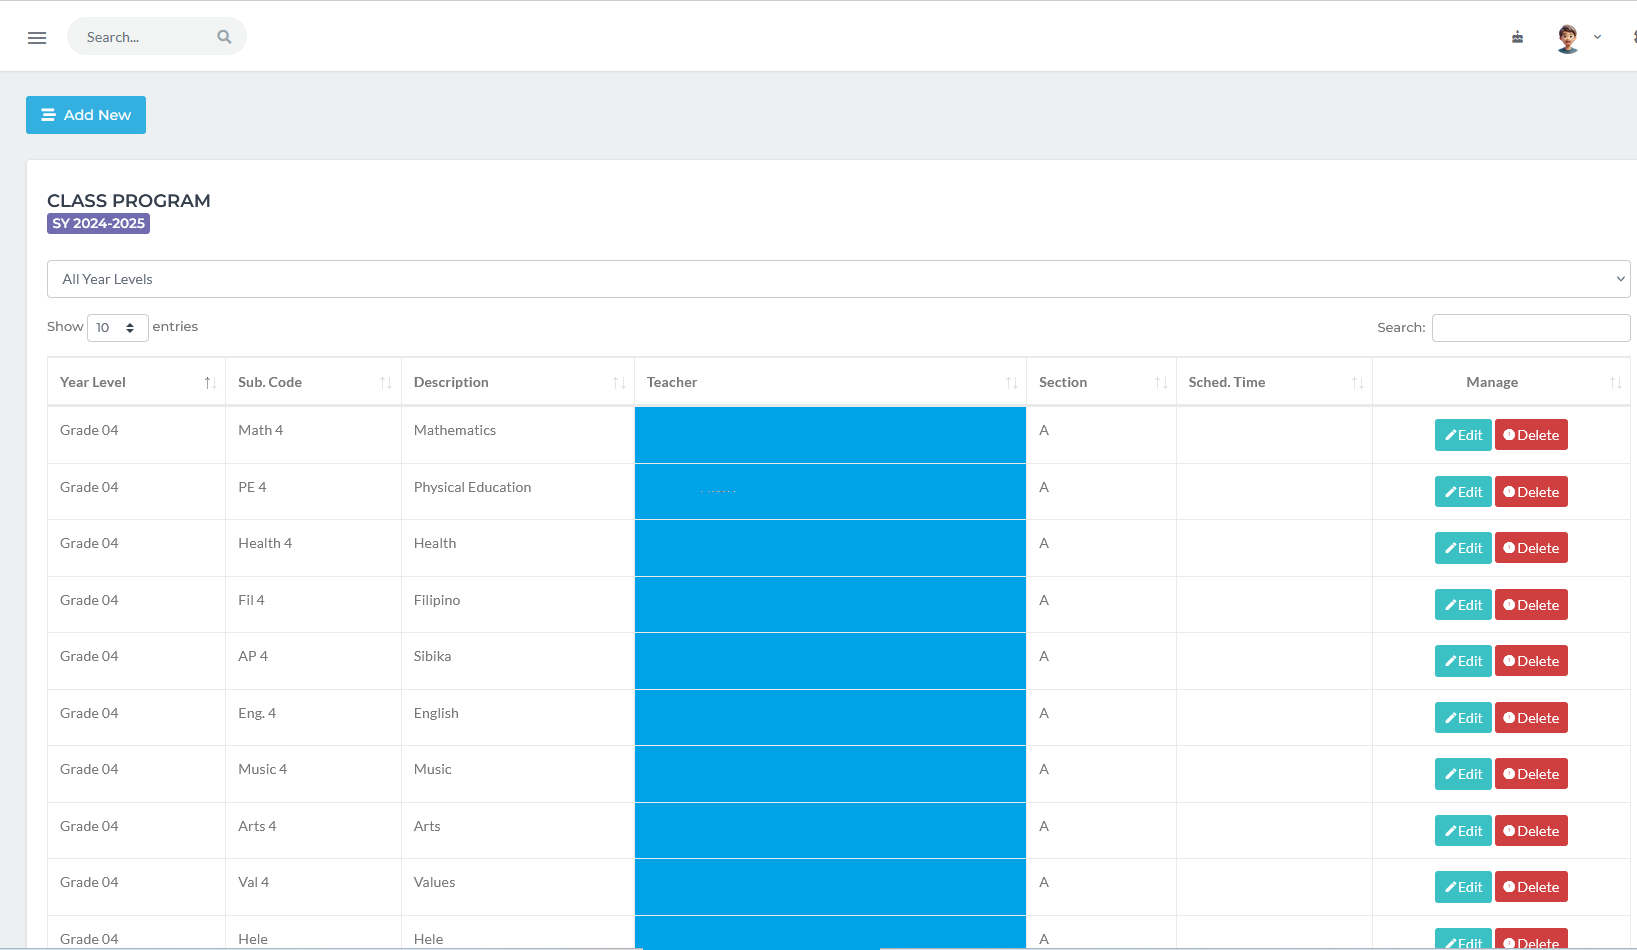 Search...
Add New
CLASS PROGRAM
SY 2024-2025
All Year Levels
Show 10 entries
Search:
Year Level Sub. Code Description Teacher Section Sched. Time Manage
Grade 04 Math 4 Mathematics A Edit Delete
Grade 04 PE 4 Physical Education A Edit Delete
Grade 04 Health 4 Health A Edit Delete
Grade 04 Fil 4 Filipino A Edit Delete
Grade 04 AP 4 Sibika A Edit Delete
Grade 04 Eng. 4 English A Edit Delete
Grade 04 Music 4 Music A Edit Delete
Grade 04 Arts 4 Arts A Edit Delete
Grade 04 Val 4 Values A Edit Delete
Grade 04 Hele Hele A Edit Delete